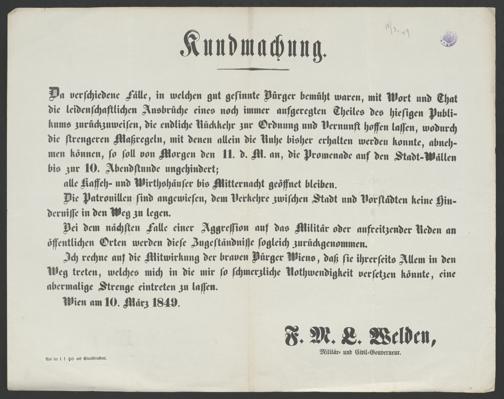 Kundmachung.
Da verschiedene Fälle, in welchen gut gesinnte Bürger bemüht waren, mit Wort und That
die leidenschaftlichen Ausbrüche eines noch immer aufgeregten Theiles des hiesigen Publi-
kums zurückzuweisen, die endliche Rückkehr zur Ordnung und Vernunft hoffen lassen, wodurch
die strengeren Maßregeln, mit denen allein die Ruhe bisher erhalten werden konnte, abneh-
men können, so soll von Morgen den 11. d. M. an, die Promenade auf den Stadt-Wällen
bis zur 10. Abendstunde ungehindert;
alle Kaffeh- und Wirthshäuser bis Mitternacht geöffnet bleiben.
Die Patrouillen sind angewiesen, dem Verkehre zwischen Stadt und Vorstädten keine Hin-
dernisse in den Weg zu legen.
Bei dem nächsten Falle einer Aggression auf das Militär oder aufreitzender Reden an
öffentlichen Orten werden diese Zugeständnisse sogleich zurückgenommen.
Ich rechne auf die Mitwirkung der braven Bürger Wiens, daß sie ihrerseits Allem in den
Weg treten, welches mich in die mir so schmerzliche Nothwendigkeit versetzen könnte, eine
abermalige Strenge eintreten zu lassen.
Wien am 10. März 1849.
F. M. L. Welden,
Militär- und Civil-Gouverneur.
Aus der k. k. Hof- und Staatsdruckerei.